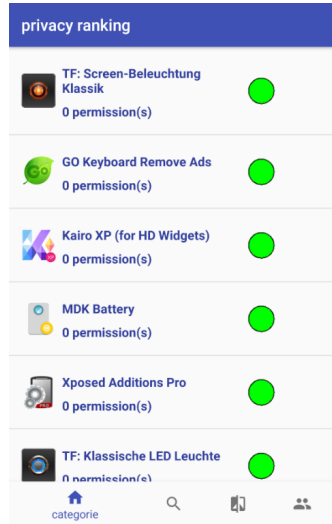 privacy ranking
TF: Screen-Beleuchtung
Klassik
0 permission(s)
GO Keyboard Remove Ads
0 permission(s)
Kairo XP (for HD Widgets)
0 permission(s)
MDK Battery
0 permission(s)
Xposed Additions Pro
0 permission(s)
TF: Klassische LED Leuchte
0 permission(s)
categorie